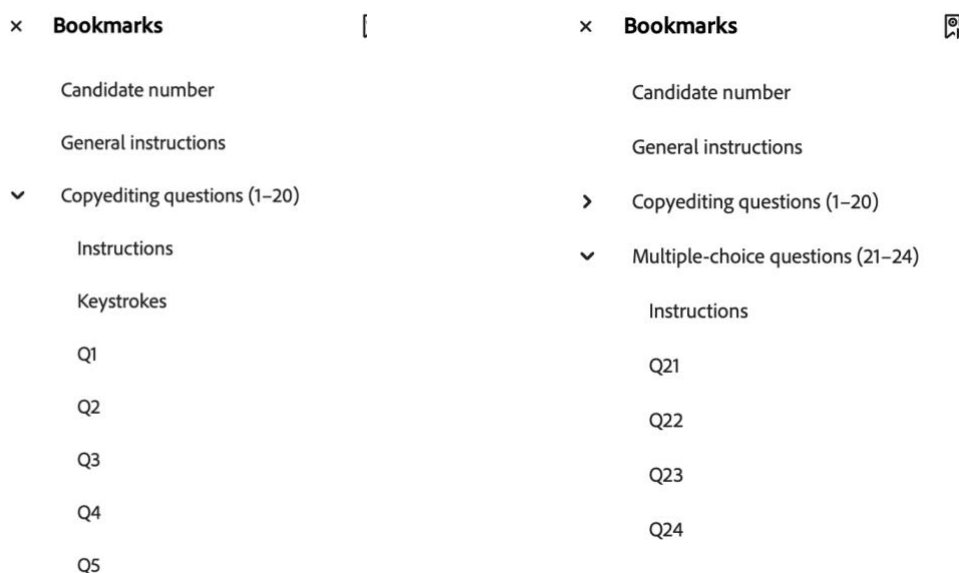 Bookmarks
Candidate number
General instructions
Copyediting questions (1–20)
Instructions
Keystrokes
Q1
Q2
Q3
Q4
Q5
Bookmarks
Candidate number
General instructions
Copyediting questions (1–20)
Multiple-choice questions (21–24)
Instructions
Q21
Q22
Q23
Q24